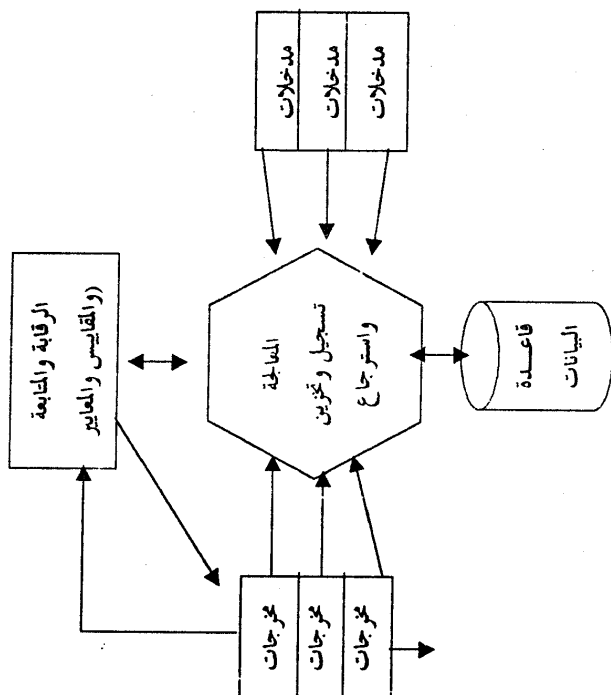 مدخلات
مدخلات
مدخلات
الرقابة والمتابعة
(والمقاييس والمعايير
المعالجة
تسجيل وتخزين
واسترجاع
قاعدة
البيانات
مخرجات
مخرجات
مخرجات